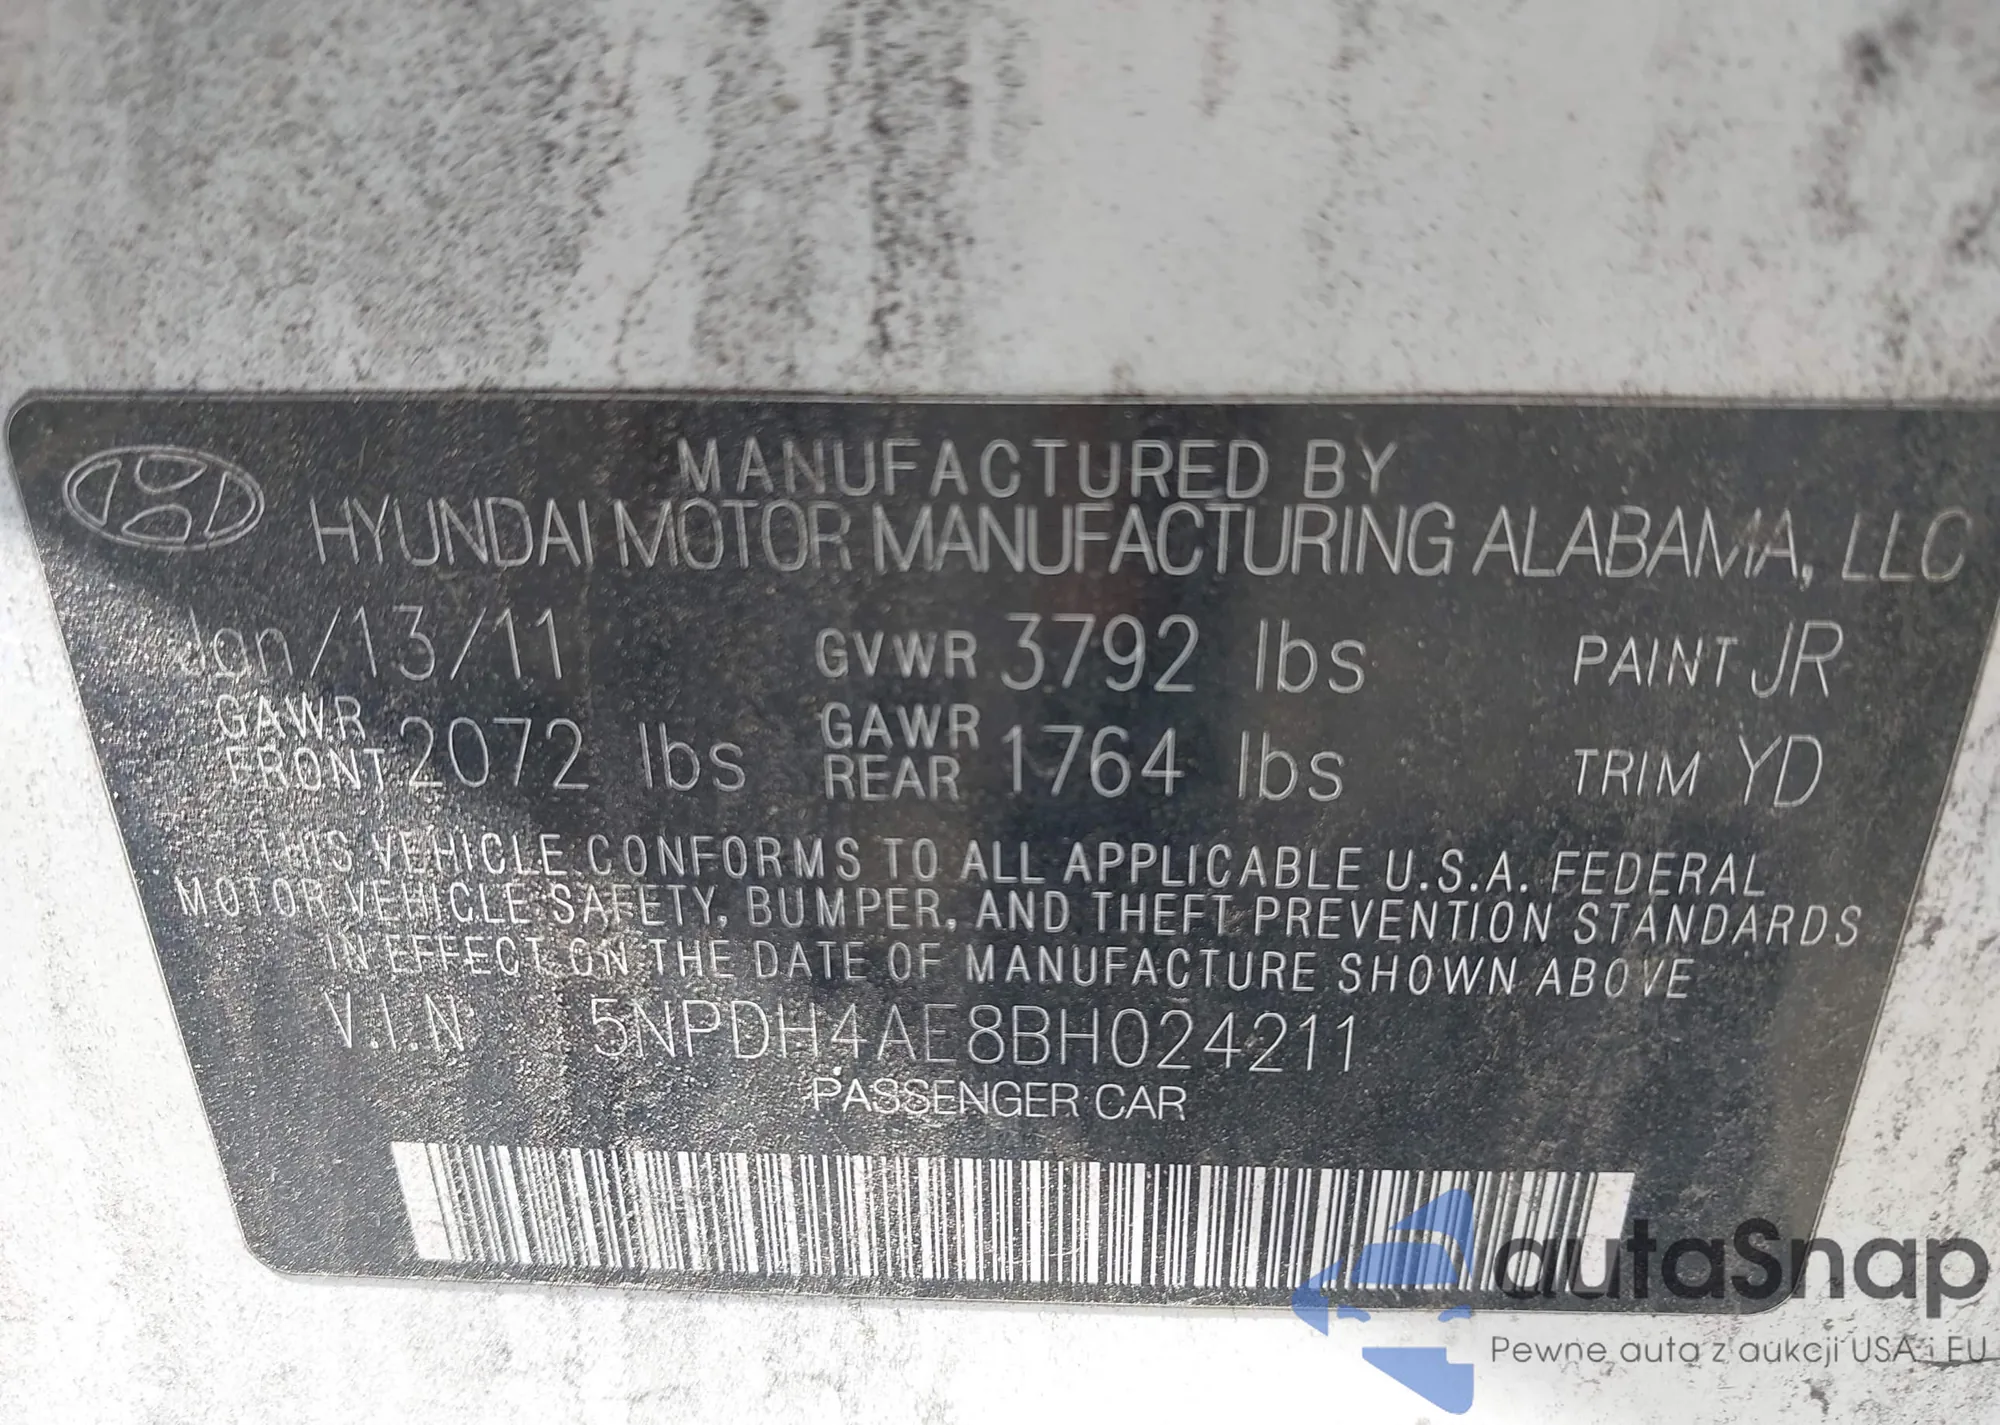 MANUFACTURED BY
HYUNDAI MOTOR MANUFACTURING ALABAMA, LLC
Jan/13/11 GVWR 3792 lbs PAINT JR
GAWR FRONT 2072 lbs GAWR REAR 1764 lbs TRIM YD
THIS VEHICLE CONFORMS TO ALL APPLICABLE U.S.A. FEDERAL
MOTOR VEHICLE SAFETY, BUMPER, AND THEFT PREVENTION STANDARDS
IN EFFECT ON THE DATE OF MANUFACTURE SHOWN ABOVE
V.I.N 5NPDH4AE8BH024211
PASSENGER CAR
autaSnap
Pewne auta z aukcji USA i EU